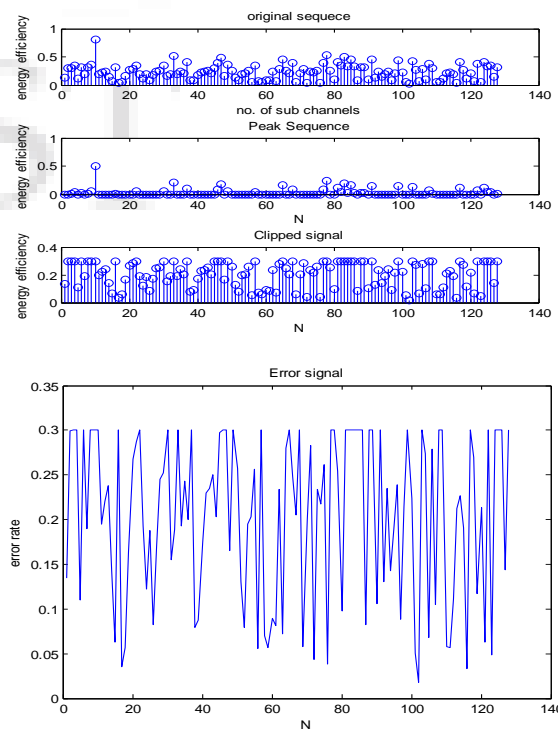 original sequece
energy efficiency
1
0.5
0
0 20 40 60 80 100 120 140
no. of sub channels
Peak Sequence
energy efficiency
1
0.5
0
0 20 40 60 80 100 120 140
N
Clipped signal
energy efficiency
0.4
0.2
0
0 20 40 60 80 100 120 140
N
Error signal
error rate
0.35
0.3
0.25
0.2
0.15
0.1
0.05
0
0 20 40 60 80 100 120 140
N